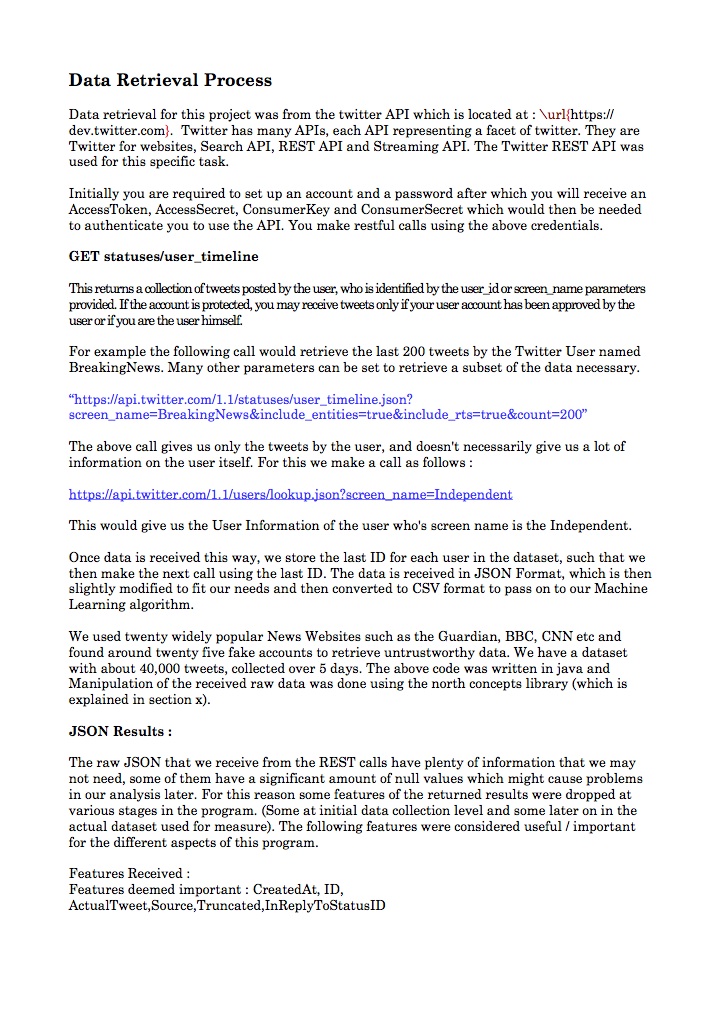 Data Retrieval Process
Data retrieval for this project was from the twitter API which is located at : \url{https://
dev.twitter.com}.  Twitter has many APIs, each API representing a facet of twitter. They are
Twitter for websites, Search API, REST API and Streaming API. The Twitter REST API was
used for this specific task.
Initially you are required to set up an account and a password after which you will receive an
AccessToken, AccessSecret, ConsumerKey and ConsumerSecret which would then be needed
to authenticate you to use the API. You make restful calls using the above credentials.
GET statuses/user_timeline
This returns a collection of tweets posted by the user, who is identified by the user_id or screen_name parameters
provided. If the account is protected, you may receive tweets only if your user account has been approved by the
user or if you are the user himself.
For example the following call would retrieve the last 200 tweets by the Twitter User named
BreakingNews. Many other parameters can be set to retrieve a subset of the data necessary.
“https://api.twitter.com/1.1/statuses/user_timeline.json?
screen_name=BreakingNews&include_entities=true&include_rts=true&count=200”
The above call gives us only the tweets by the user, and doesn't necessarily give us a lot of
information on the user itself. For this we make a call as follows :
https://api.twitter.com/1.1/users/lookup.json?screen_name=Independent
This would give us the User Information of the user who's screen name is the Independent.
Once data is received this way, we store the last ID for each user in the dataset, such that we
then make the next call using the last ID. The data is received in JSON Format, which is then
slightly modified to fit our needs and then converted to CSV format to pass on to our Machine
Learning algorithm.
We used twenty widely popular News Websites such as the Guardian, BBC, CNN etc and
found around twenty five fake accounts to retrieve untrustworthy data. We have a dataset
with about 40,000 tweets, collected over 5 days. The above code was written in java and
Manipulation of the received raw data was done using the north concepts library (which is
explained in section x).
JSON Results :
The raw JSON that we receive from the REST calls have plenty of information that we may
not need, some of them have a significant amount of null values which might cause problems
in our analysis later. For this reason some features of the returned results were dropped at
various stages in the program. (Some at initial data collection level and some later on in the
actual dataset used for measure). The following features were considered useful / important
for the different aspects of this program.
Features Received :
Features deemed important : CreatedAt, ID,
ActualTweet,Source,Truncated,InReplyToStatusID